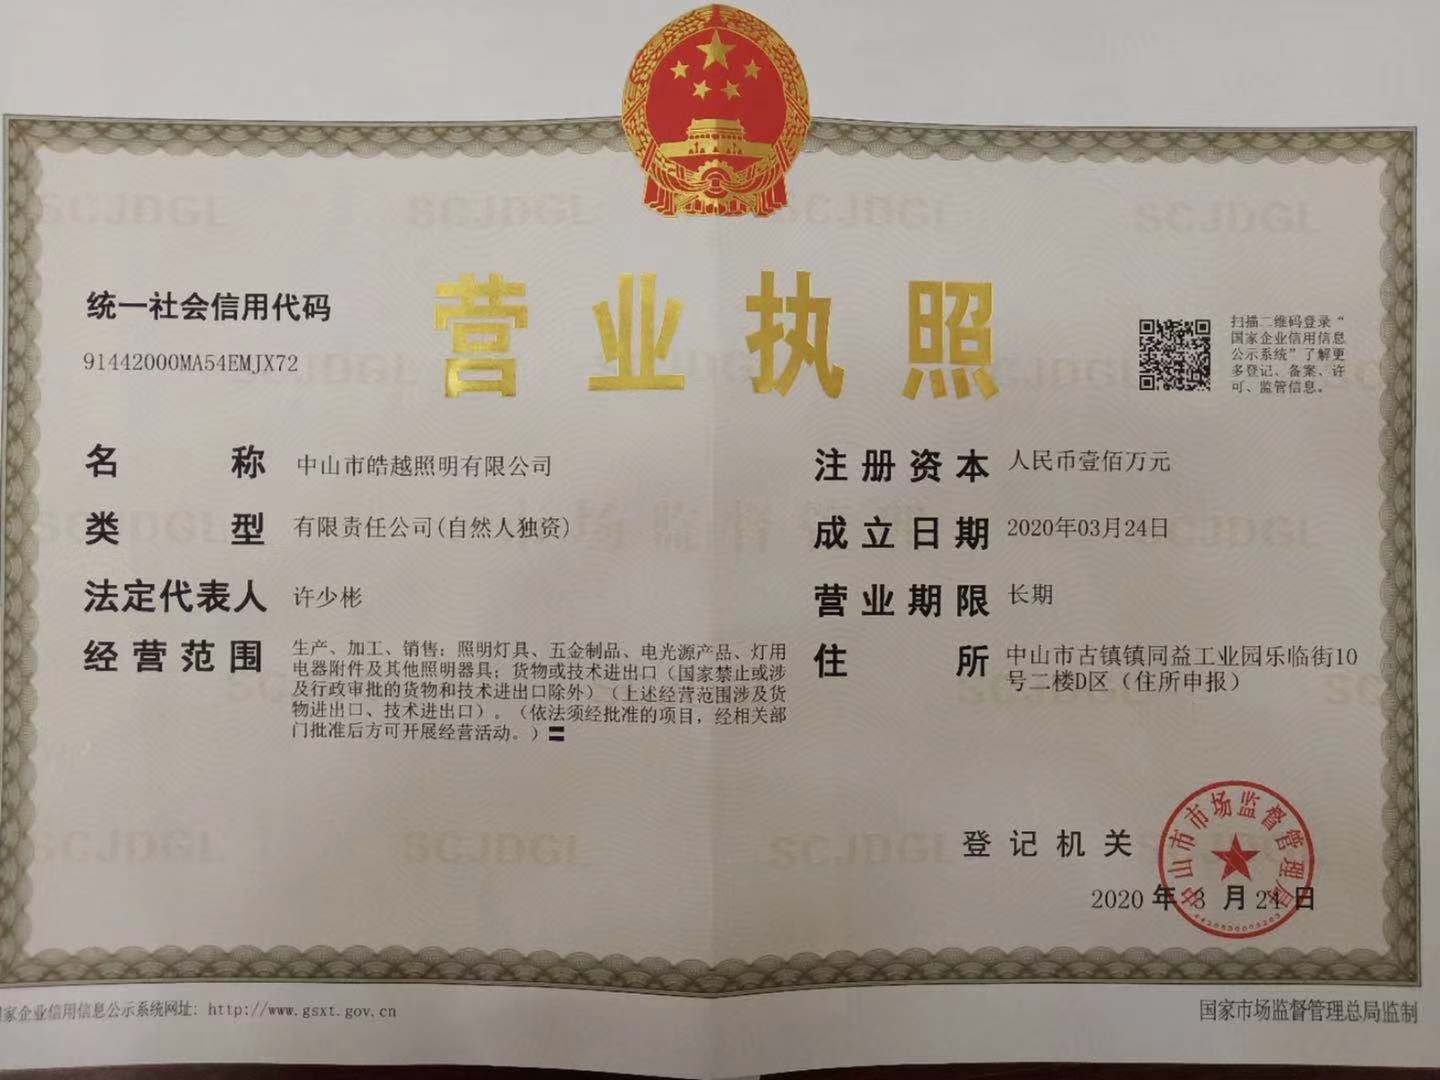 统一社会信用代码
91442000MA54EMJX72
营业执照
扫描二维码登录“
国家企业信用信息
公示系统”了解更
多登记、备案、许
可、监管信息。
名称 中山市皓越照明有限公司
类型 有限责任公司(自然人独资)
法定代表人 许少彬
经营范围 生产、加工、销售：照明灯具、五金制品、电光源产品、灯用
电器附件及其他照明器具；货物或技术进出口（国家禁止或涉
及行政审批的货物和技术进出口除外）（上述经营范围涉及货
物进出口、技术进出口）。（依法须经批准的项目，经相关部
门批准后方可开展经营活动。）
注册资本 人民币壹佰万元
成立日期 2020年03月24日
营业期限 长期
住所 中山市古镇镇同益工业园乐临街10
号二楼D区（住所申报）
登记机关
中山市市场监督管理局
2020 年 3 月 24 日
家企业信用信息公示系统网址: http://www.gsxt.gov.cn
国家市场监督管理总局监制
SCJDGL